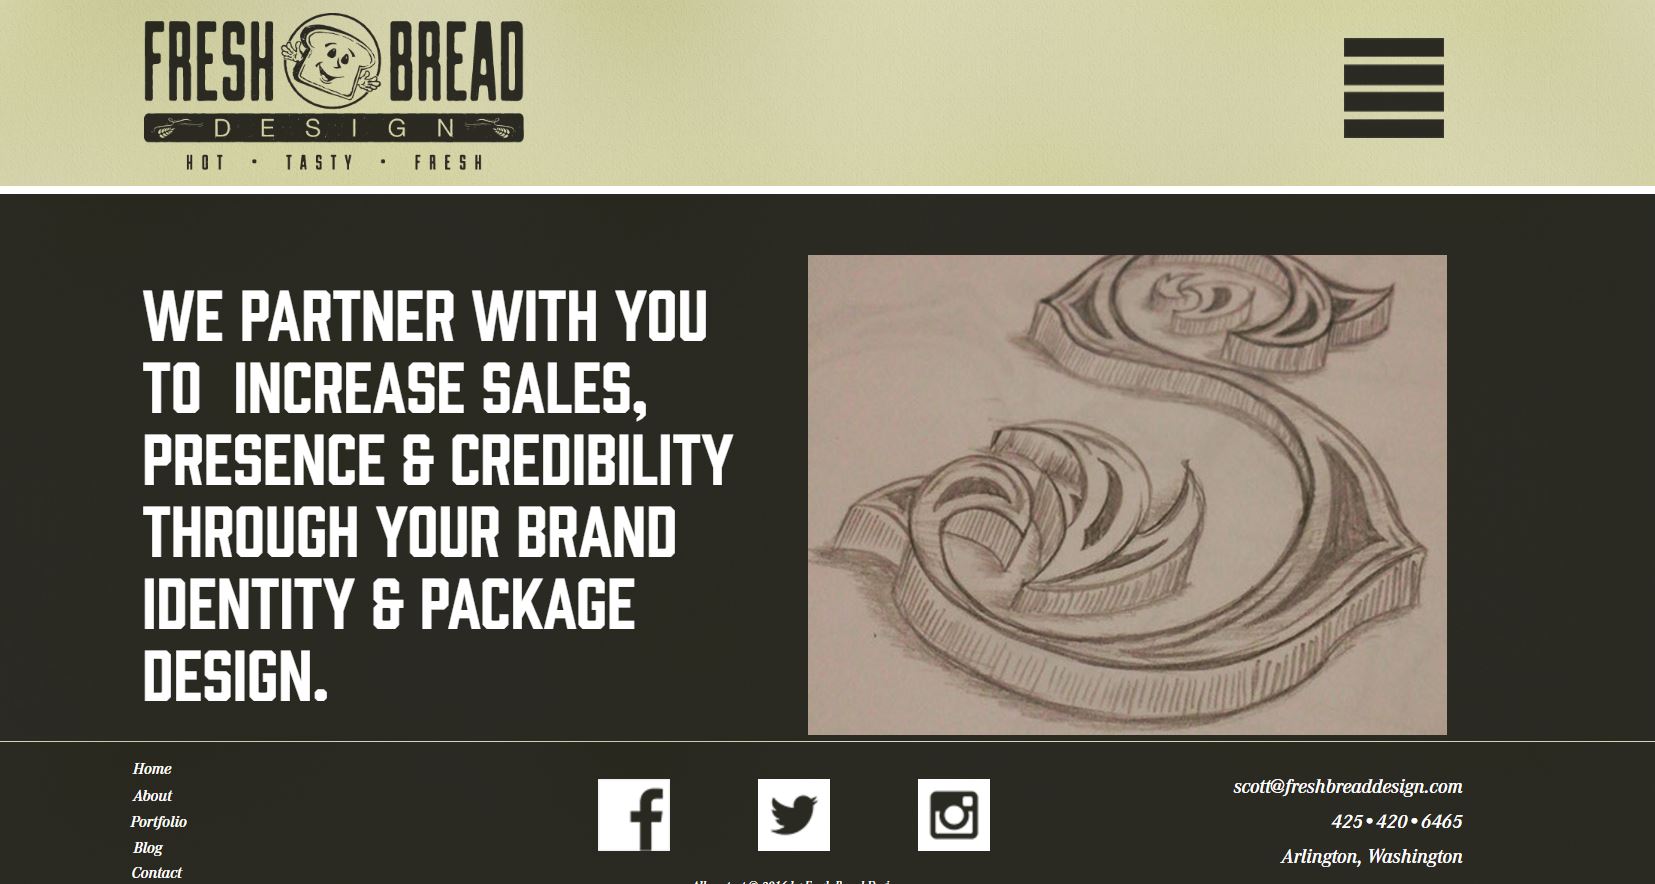 FRESH BREAD
DESIGN
HOT • TASTY • FRESH
WE PARTNER WITH YOU
TO  INCREASE SALES,
PRESENCE & CREDIBILITY
THROUGH YOUR BRAND
IDENTITY & PACKAGE
DESIGN.
Home
About
Portfolio
Blog
Contact
scott@freshbreaddesign.com
425•420•6465
Arlington, Washington